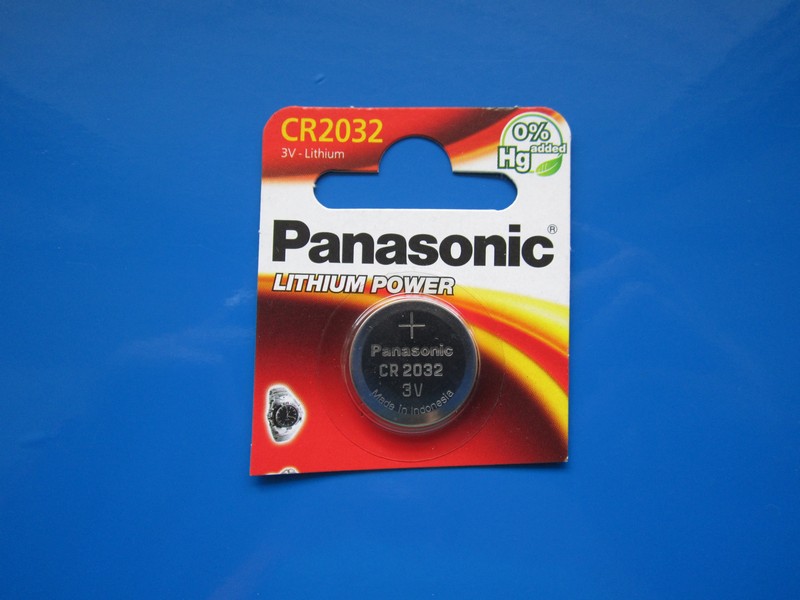 CR2032
3V - Lithium
0%
Hg added
Panasonic®
LITHIUM POWER
+
Panasonic
CR 2032
3V
Made in Indonesia